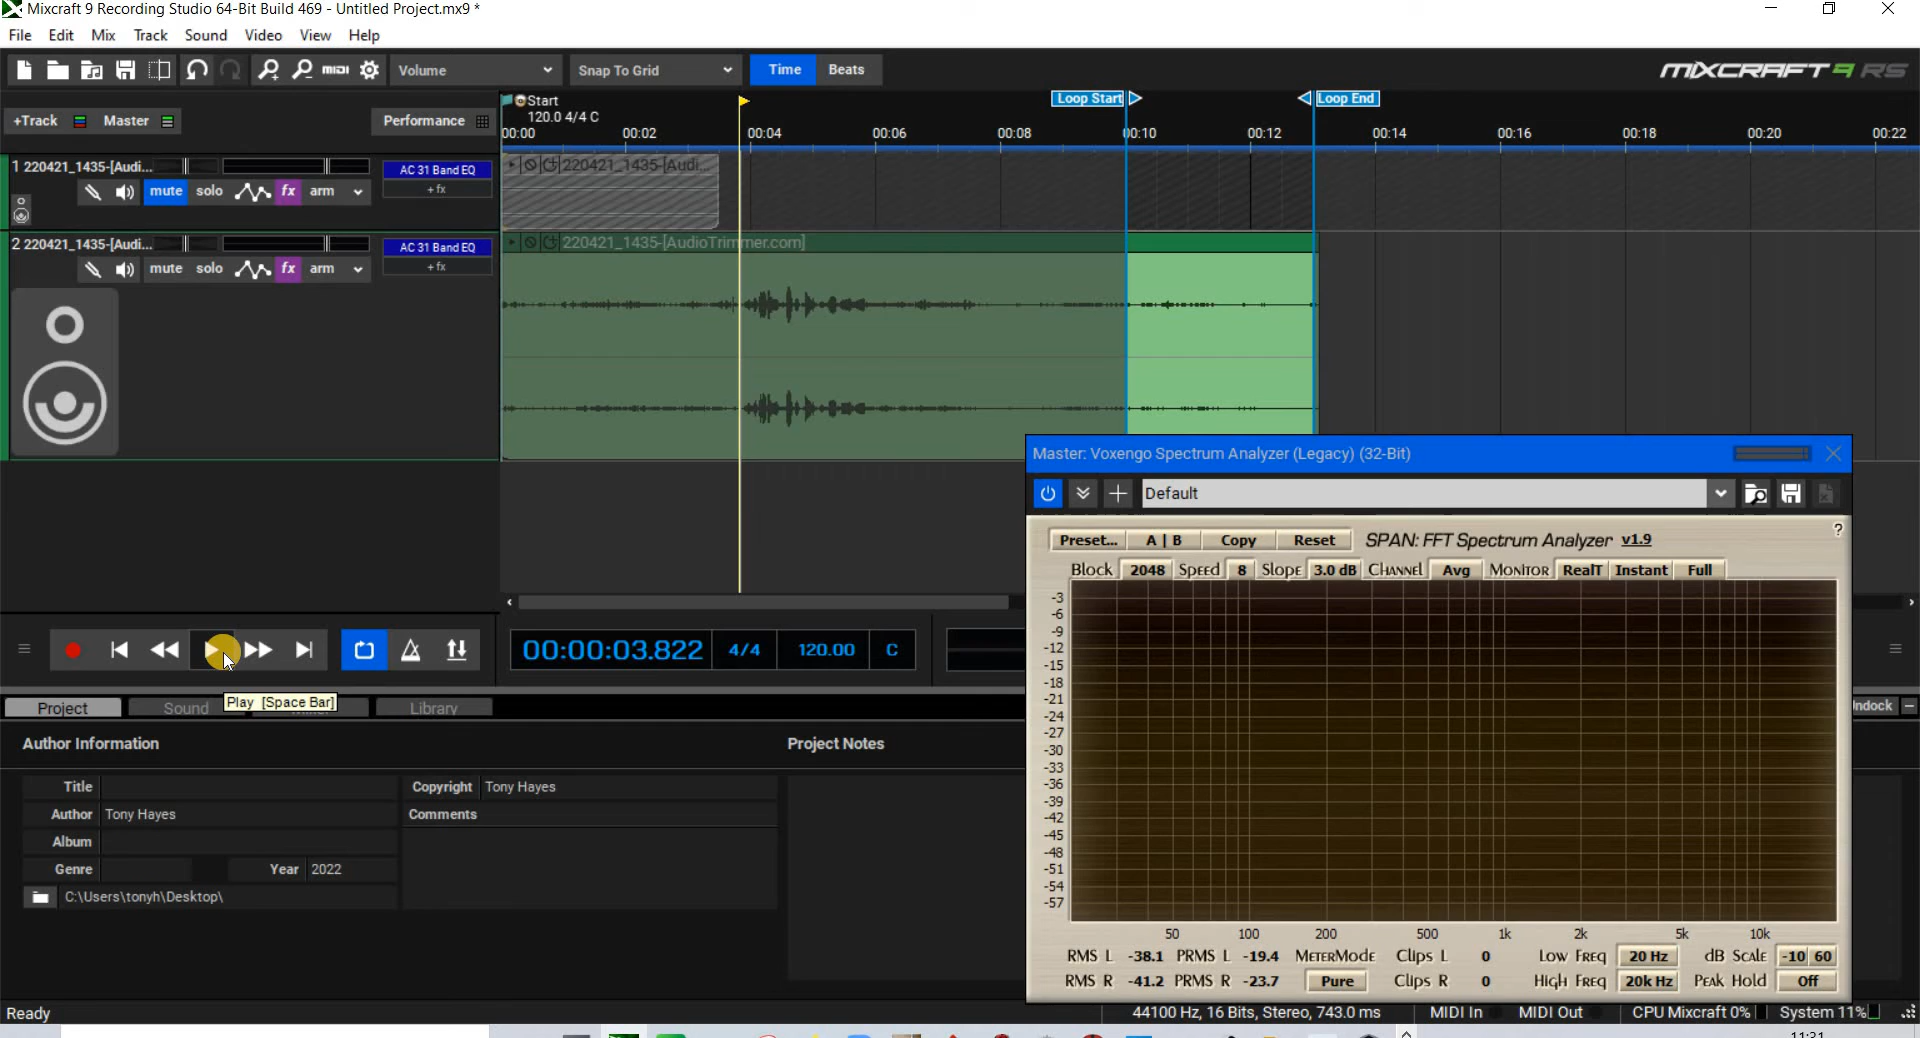 Mixcraft 9 Recording Studio 64-Bit Build 469 - Untitled Project.mx9 *
File Edit Mix Track Sound Video View Help
MIDI Volume Snap To Grid Time Beats MIXCRAFT 9 RS
+Track Master Performance
Start Loop Start Loop End
120.0 4/4 C
00:00 00:02 00:04 00:06 00:08 00:10 00:12 00:14 00:16 00:18 00:20 00:22
1 220421_1435-[Audi... AC 31 Band EQ 220421_1435-[Audi...
mute solo fx arm + fx
2 220421_1435-[Audi... AC 31 Band EQ 220421_1435-[AudioTrimmer.com]
mute solo fx arm + fx
Master: Voxengo Spectrum Analyzer (Legacy) (32-Bit)
Default
Preset... A | B Copy Reset SPAN: FFT Spectrum Analyzer v1.9 ?
Block 2048 Speed 8 Slope 3.0 dB Channel Avg Monitor RealT Instant Full
-3
-6
-9
-12
-15
-18
-21
-24
-27
-30
-33
-36
-39
-42
-45
-48
-51
-54
-57
50 100 200 500 1k 2k 5k 10k
RMS L -38.1 PRMS L -19.4 MeterMode Clips L 0 Low Freq 20 Hz dB Scale -10 60
RMS R -41.2 PRMS R -23.7 Pure Clips R 0 High Freq 20k Hz Peak Hold Off
00:00:03.822 4/4 120.00 C
Play [Space Bar]
Project Sound Library
Author Information Project Notes
Title Copyright Tony Hayes
Author Tony Hayes Comments
Album
Genre Year 2022
C:\Users\tonyh\Desktop\
Ready 44100 Hz, 16 Bits, Stereo, 743.0 ms MIDI In MIDI Out CPU Mixcraft 0% System 11%